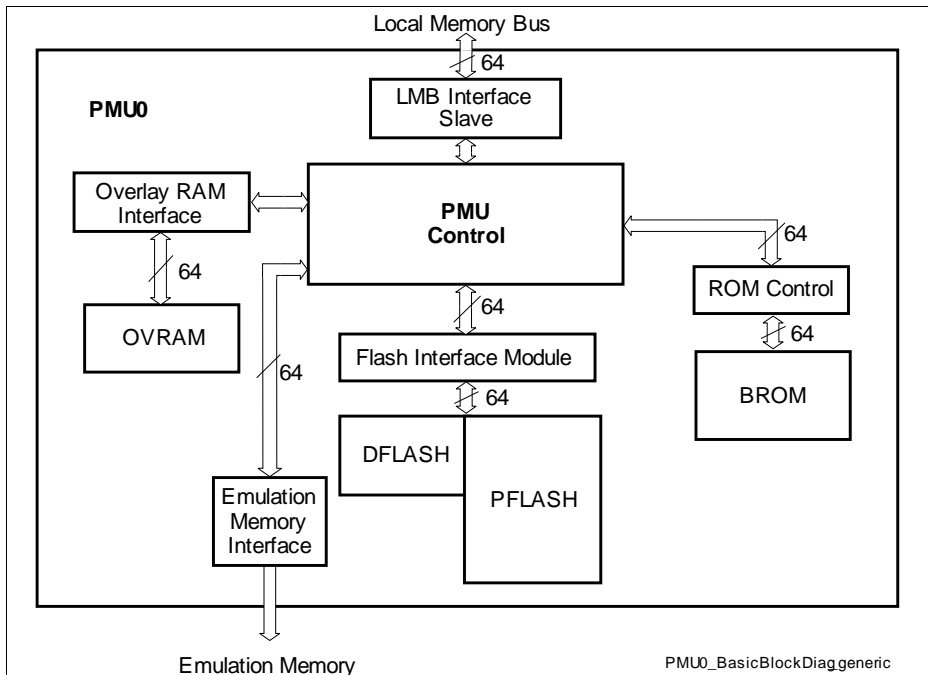 Local Memory Bus
64
LMB Interface
Slave
PMU0
Overlay RAM
Interface
PMU
Control
64
64
ROM Control
OVRAM
64
64
Flash Interface Module
64
64
BROM
DFLASH
PFLASH
Emulation
Memory
Interface
Emulation Memory
PMU0_BasicBlockDiag.generic